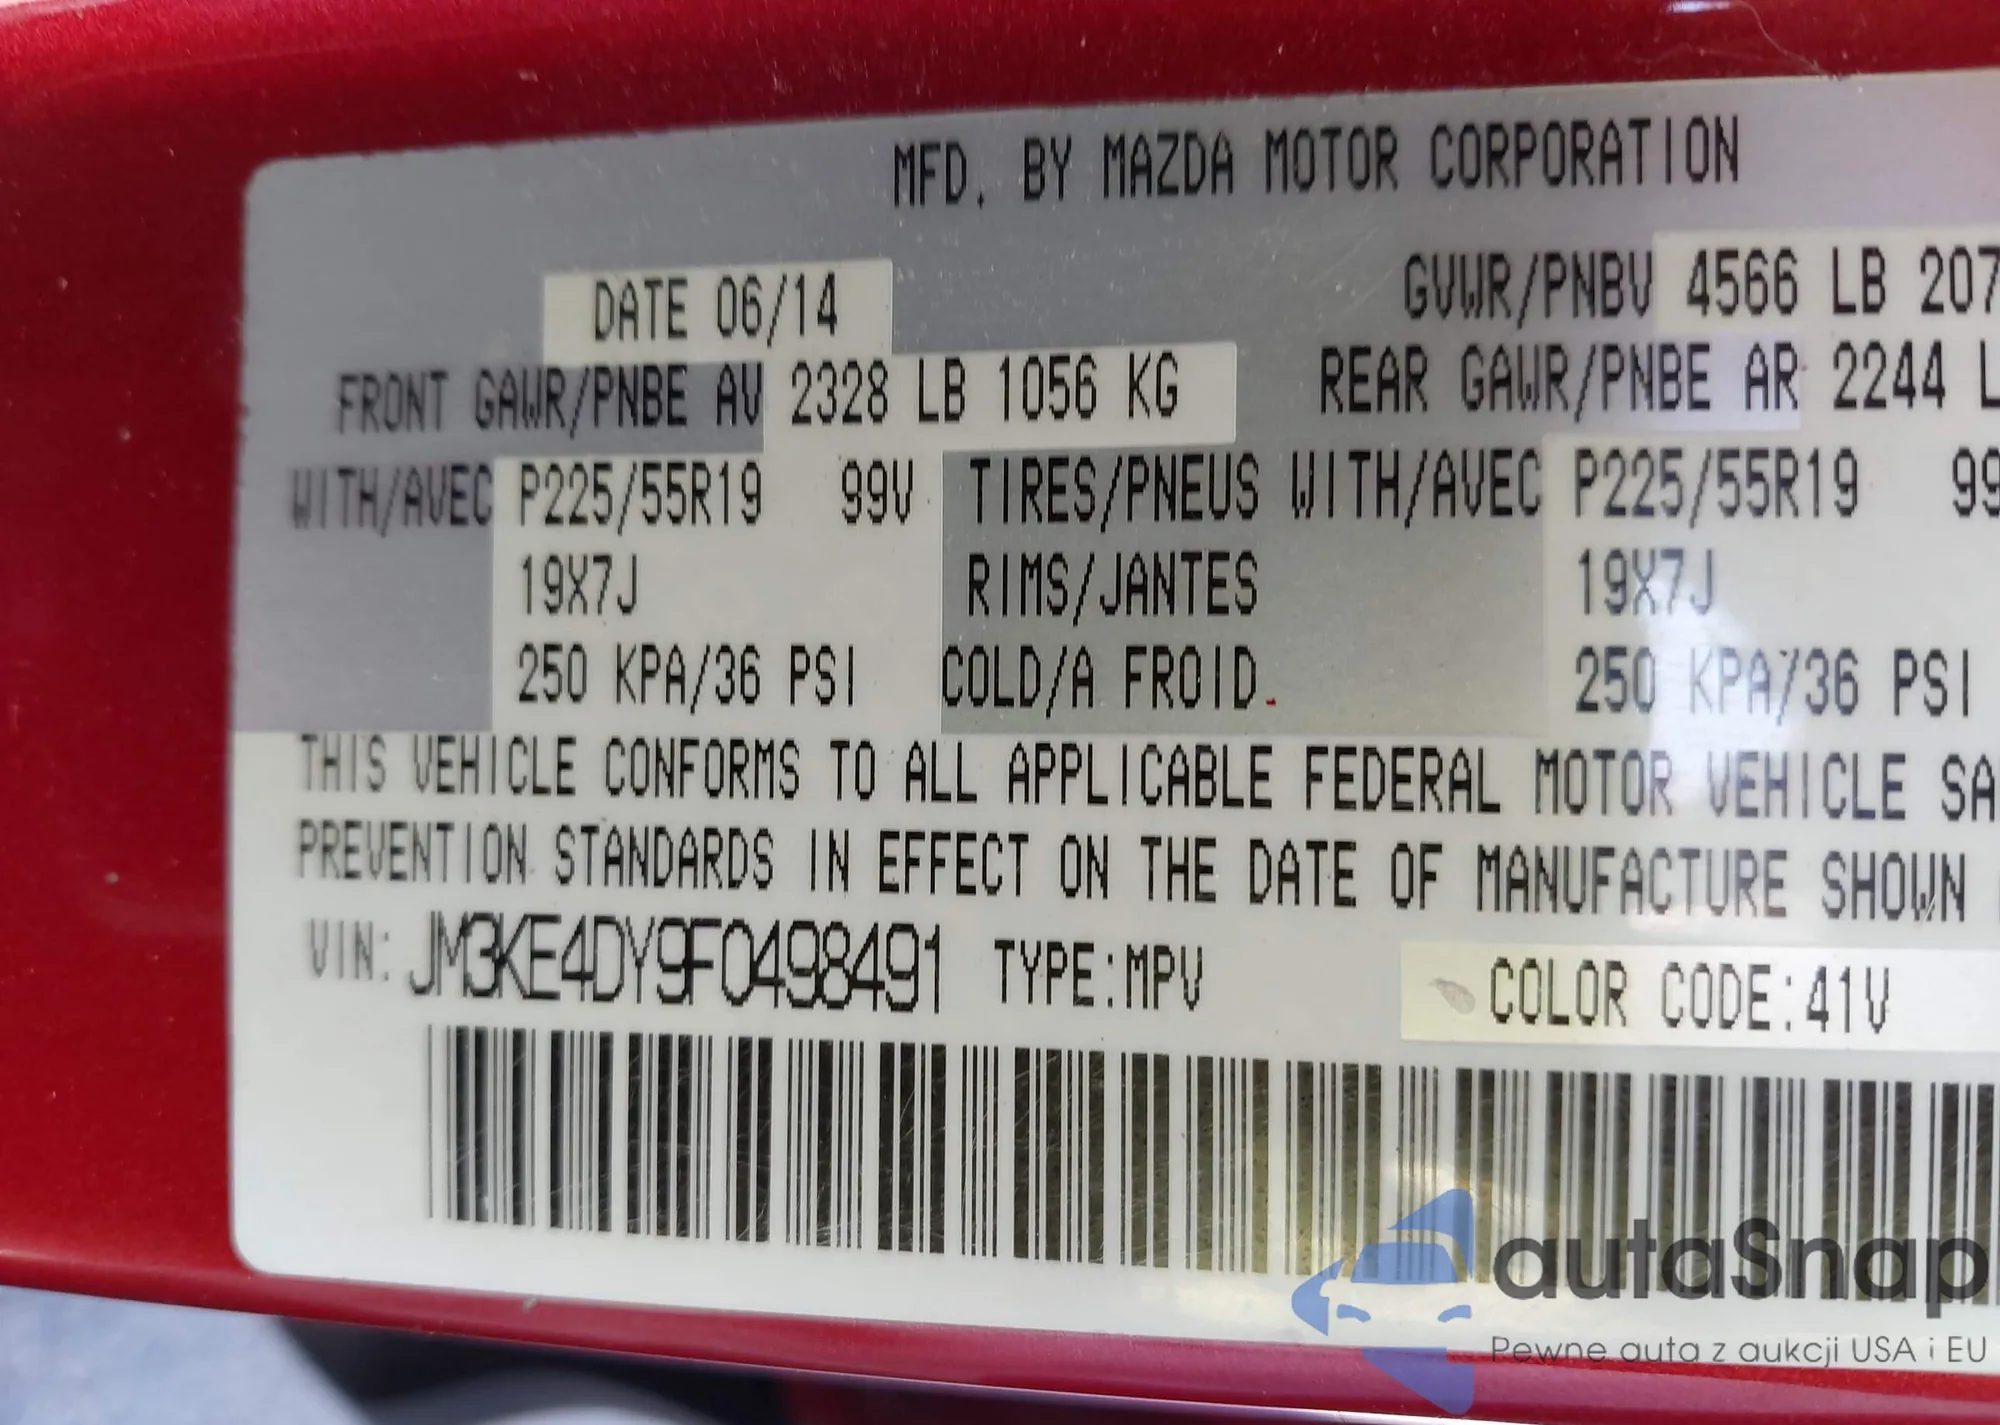 MFD. BY MAZDA MOTOR CORPORATION
DATE 06/14 GVWR/PNBV 4566 LB 207
FRONT GAWR/PNBE AV 2328 LB 1056 KG REAR GAWR/PNBE AR 2244 L
WITH/AVEC P225/55R19 99V TIRES/PNEUS WITH/AVEC P225/55R19 99
19X7J RIMS/JANTES 19X7J
250 KPA/36 PSI COLD/A FROID. 250 KPA/36 PSI
THIS VEHICLE CONFORMS TO ALL APPLICABLE FEDERAL MOTOR VEHICLE SA
PREVENTION STANDARDS IN EFFECT ON THE DATE OF MANUFACTURE SHOWN
VIN: JM3KE4DY9F0498491 TYPE:MPV COLOR CODE:41V
autaSnap
Pewne auta z aukcji USA i EU